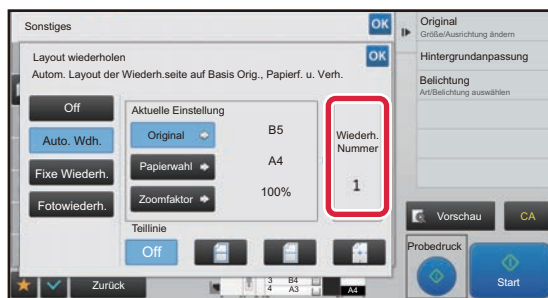 Sonstiges
OK
Original
Größe/Ausrichtung ändern
Layout wiederholen
OK
Hintergrundanpassung
Autom. Layout der Wiederh.seite auf Basis Orig., Papierf. u. Verh.
Belichtung
Art/Belichtung auswählen
Off
Aktuelle Einstellung
Auto. Wdh.
Original
B5
Wiederh.
Nummer
Fixe Wiederh.
Papierwahl
A4
1
Fotowiederh.
Zoomfaktor
100%
Teillinie
Off
Vorschau
CA
Probedruck
Start
Zurück
3 B4
4 A3
A4